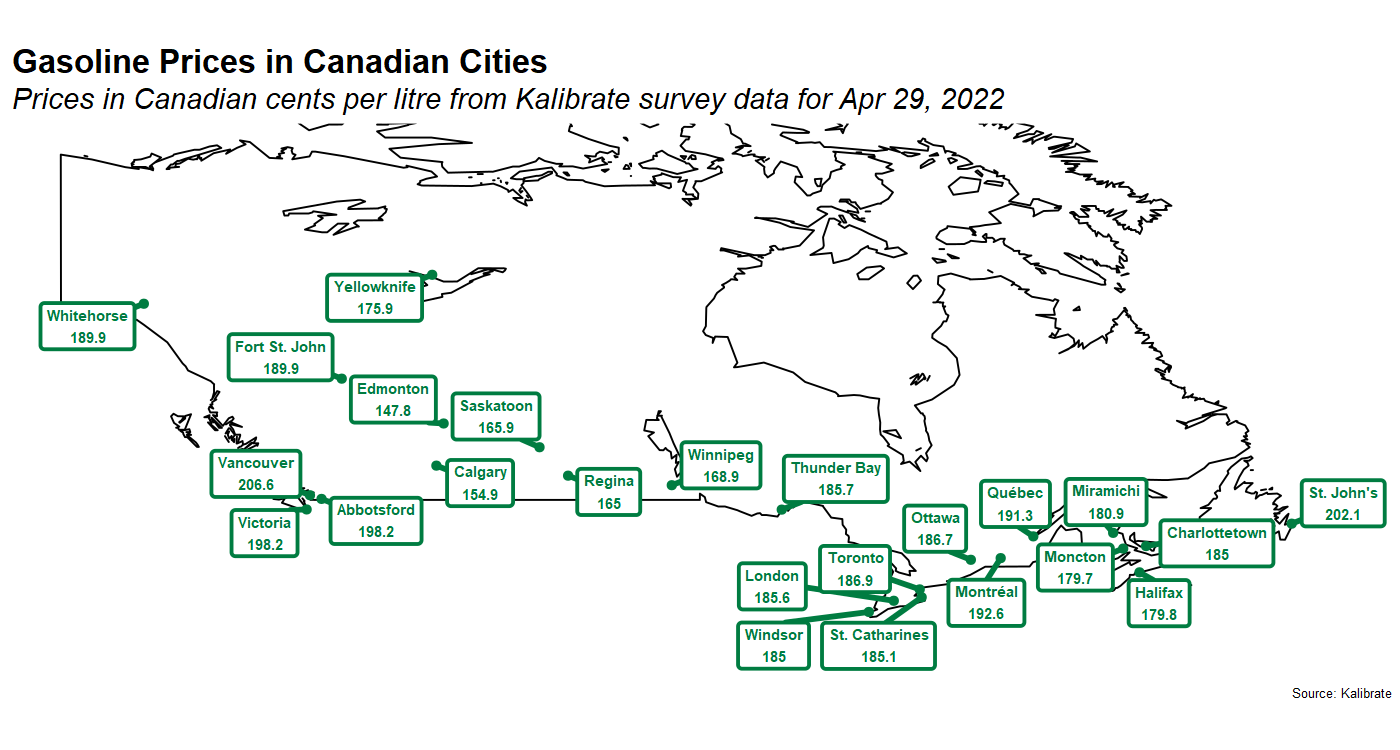 Gasoline Prices in Canadian Cities
Prices in Canadian cents per litre from Kalibrate survey data for Apr 29, 2022
Yellowknife
175.9
Whitehorse
189.9
Fort St. John
189.9
Edmonton
147.8
Saskatoon
165.9
Vancouver
206.6
Calgary
154.9
Regina
165
Winnipeg
168.9
Thunder Bay
185.7
Victoria
198.2
Abbotsford
198.2
Québec
191.3
Miramichi
180.9
St. John's
202.1
Ottawa
186.7
Charlottetown
185
Toronto
186.9
Moncton
179.7
London
185.6
Montréal
192.6
Halifax
179.8
Windsor
185
St. Catharines
185.1
Source: Kalibrate